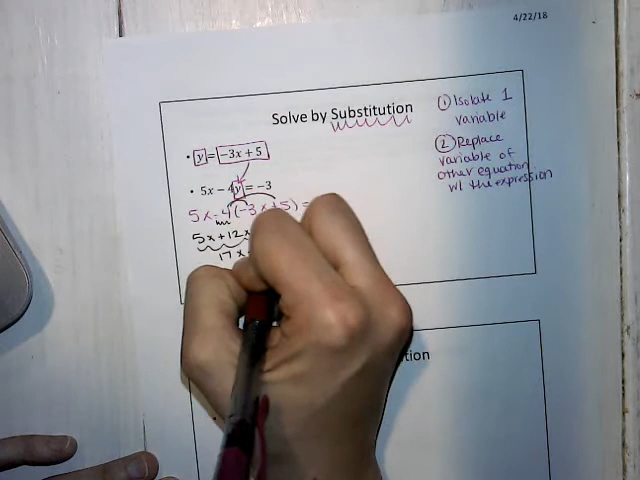 4/22/18
Solve by Substitution
① Isolate 1
variable
• y = -3x + 5
② Replace
variable of
other equation
w/ the expression
• 5x - 4y = -3
5x - 4(-3x + 5) =
5x + 12x
17x
tion